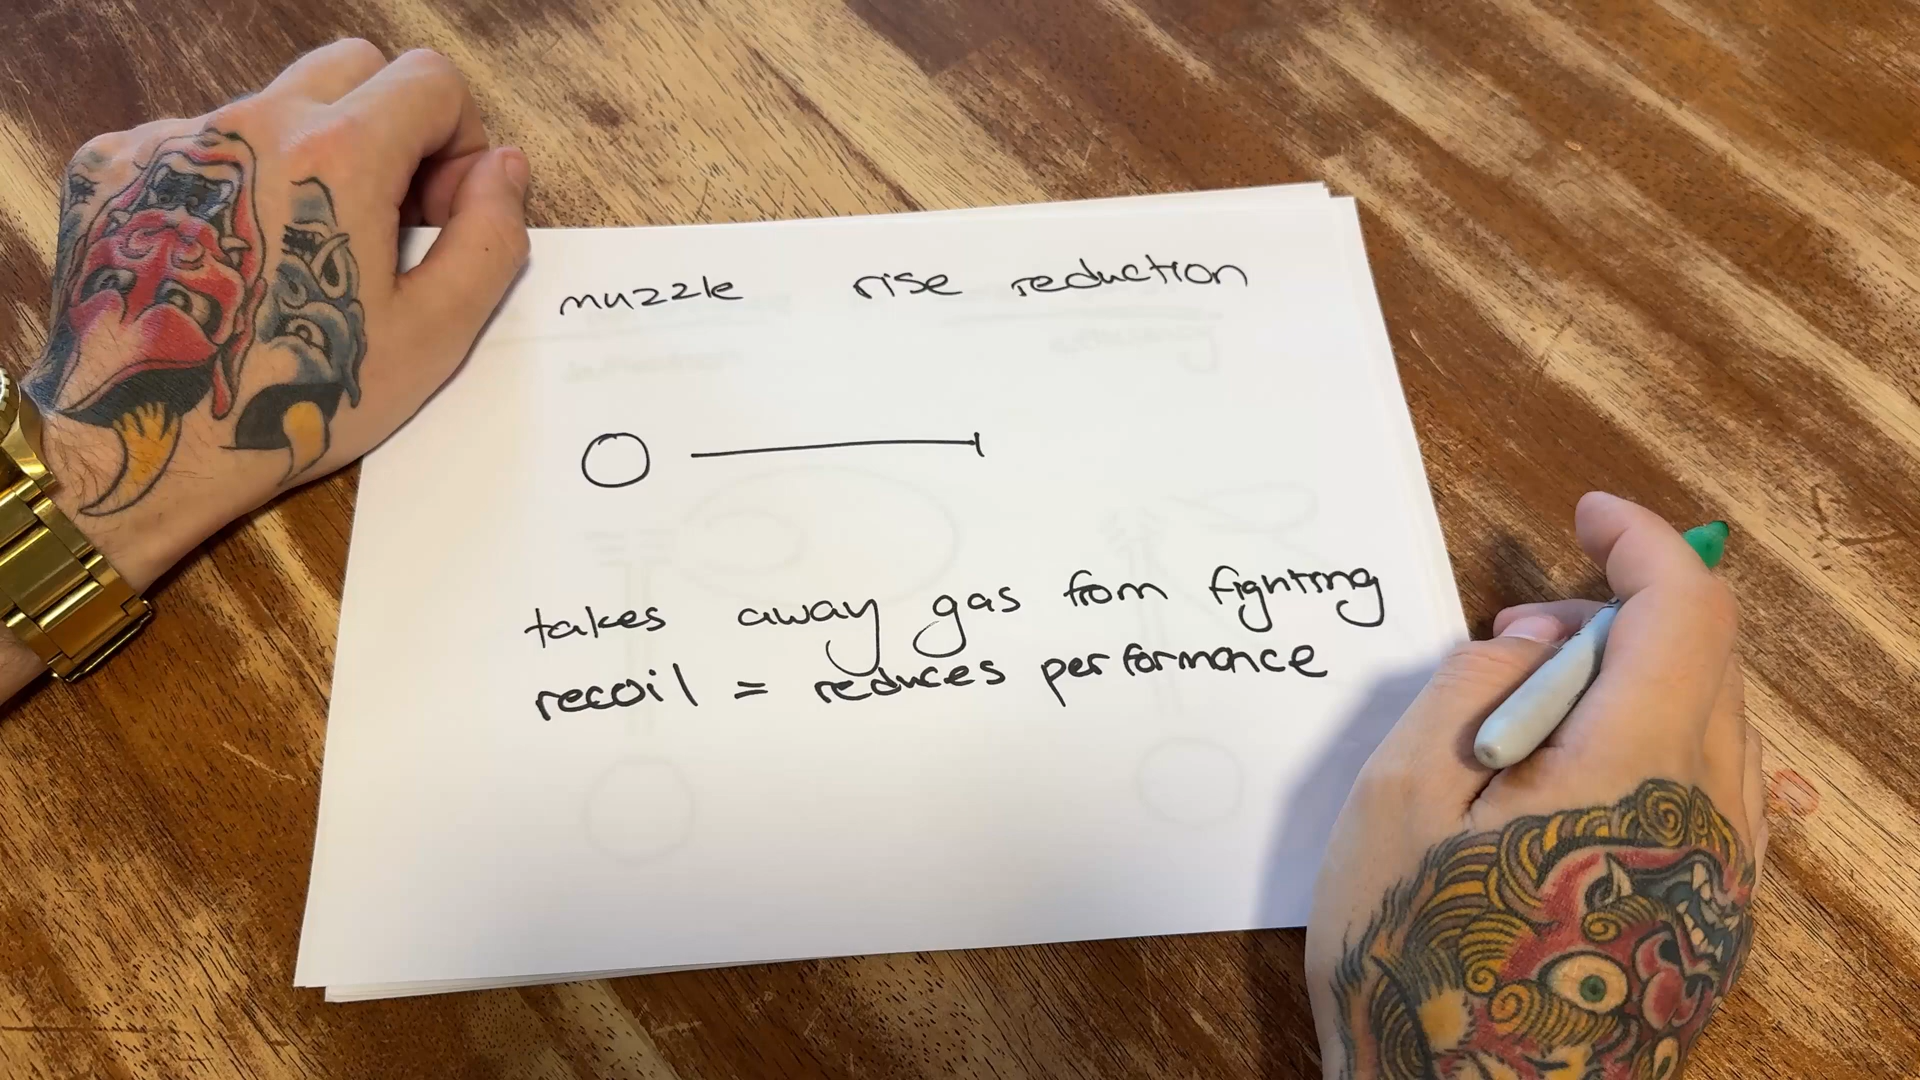 muzzle rise reduction
takes away gas from fighting
recoil = reduces performance